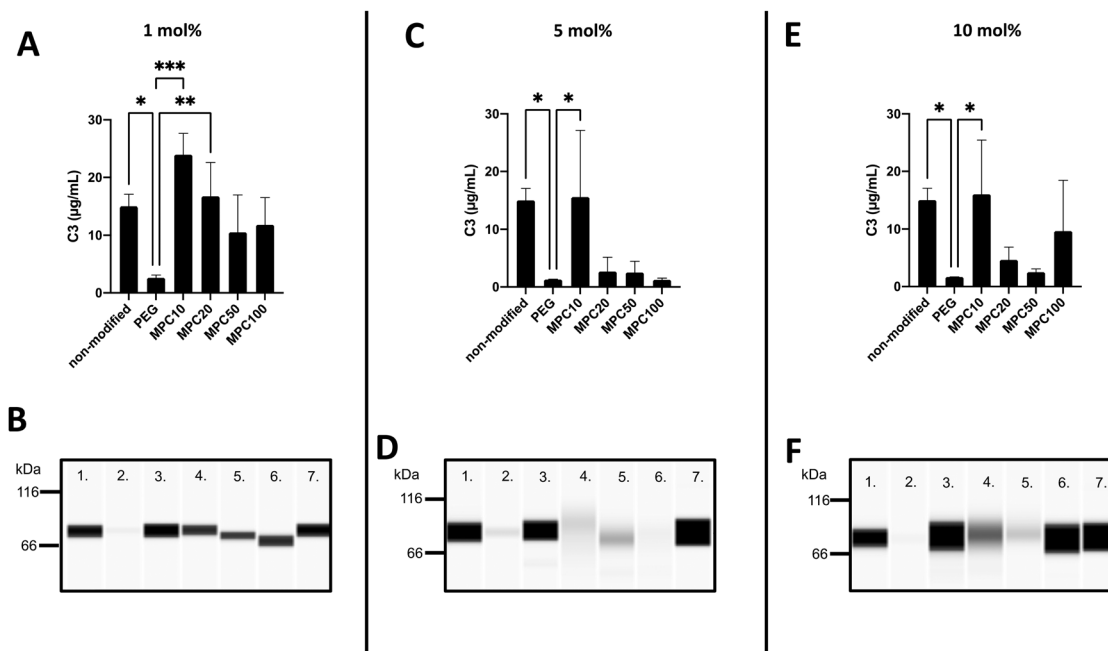 A
1 mol%
***
* **
C3 (µg/mL)
30
20
10
0
non-modified
PEG
MPC10
MPC20
MPC50
MPC100
B
kDa
116
66
1. 2. 3. 4. 5. 6. 7.
C
5 mol%
* *
C3 (µg/mL)
30
20
10
0
non-modified
PEG
MPC10
MPC20
MPC50
MPC100
D
kDa
116
66
1. 2. 3. 4. 5. 6. 7.
E
10 mol%
* *
C3 (µg/mL)
30
20
10
0
non-modified
PEG
MPC10
MPC20
MPC50
MPC100
F
kDa
116
66
1. 2. 3. 4. 5. 6. 7.